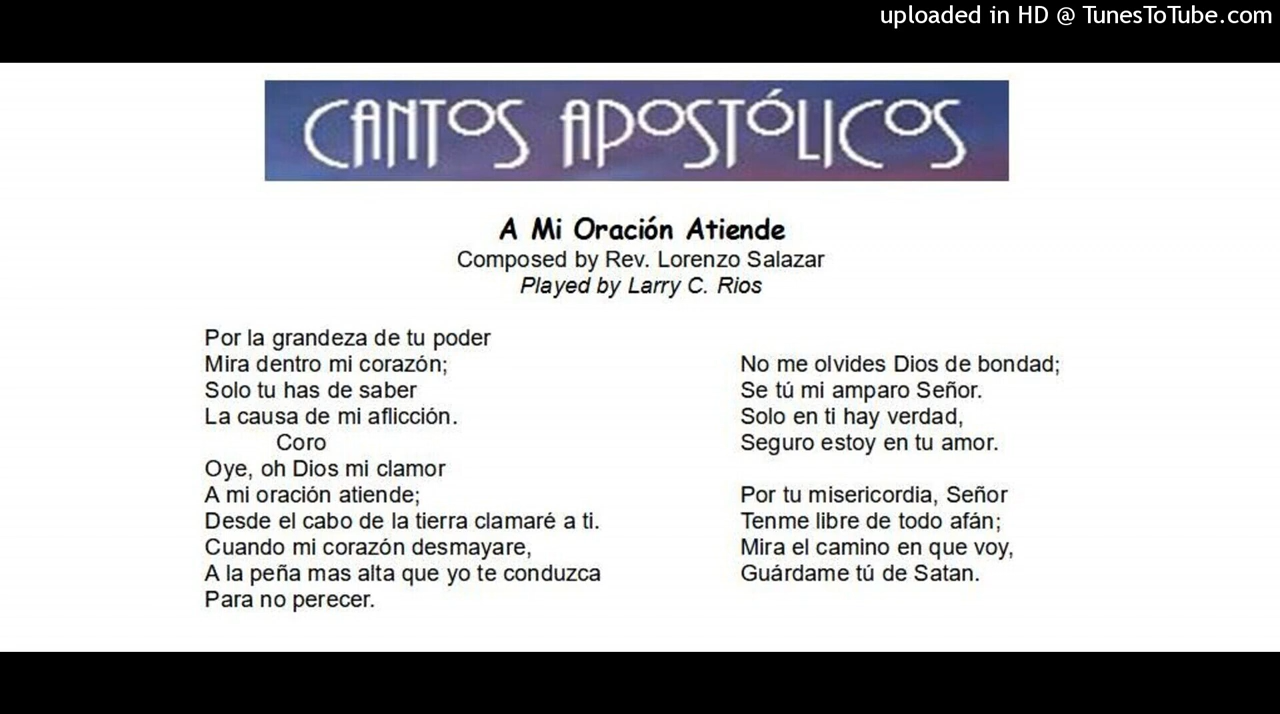 uploaded in HD @ TunesToTube.com
CANTOS APOSTÓLICOS
A Mi Oración Atiende
Composed by Rev. Lorenzo Salazar
Played by Larry C. Rios
Por la grandeza de tu poder
Mira dentro mi corazón;
Solo tu has de saber
La causa de mi aflicción.
Coro
Oye, oh Dios mi clamor
A mi oración atiende;
Desde el cabo de la tierra clamaré a ti.
Cuando mi corazón desmayare,
A la peña mas alta que yo te conduzca
Para no perecer.
No me olvides Dios de bondad;
Se tú mi amparo Señor.
Solo en ti hay verdad,
Seguro estoy en tu amor.
Por tu misericordia, Señor
Tenme libre de todo afán;
Mira el camino en que voy,
Guárdame tú de Satan.